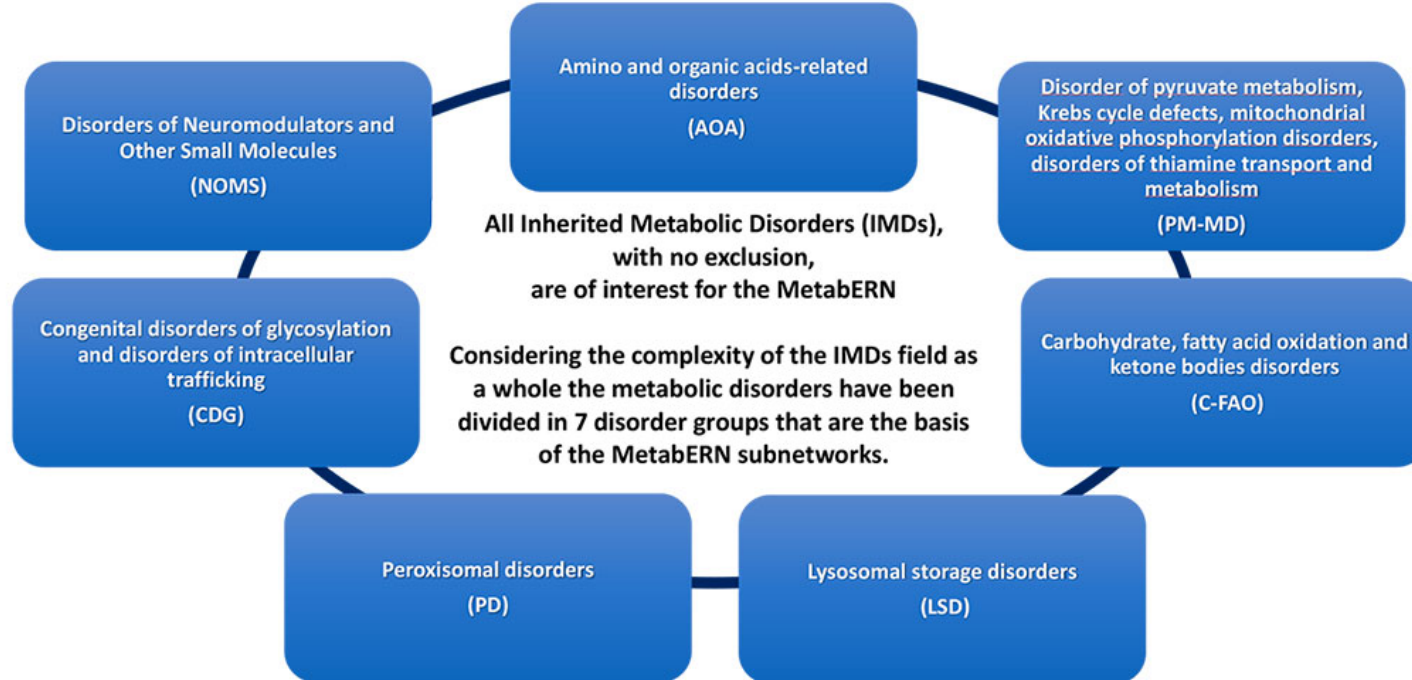 Amino and organic acids-related
disorders
(AOA)
Disorder of pyruvate metabolism,
Krebs cycle defects, mitochondrial
oxidative phosphorylation disorders,
disorders of thiamine transport and
metabolism
(PM-MD)
Carbohydrate, fatty acid oxidation and
ketone bodies disorders
(C-FAO)
Lysosomal storage disorders
(LSD)
Peroxisomal disorders
(PD)
Congenital disorders of glycosylation
and disorders of intracellular
trafficking
(CDG)
Disorders of Neuromodulators and
Other Small Molecules
(NOMS)
All Inherited Metabolic Disorders (IMDs),
with no exclusion,
are of interest for the MetabERN
Considering the complexity of the IMDs field as
a whole the metabolic disorders have been
divided in 7 disorder groups that are the basis
of the MetabERN subnetworks.